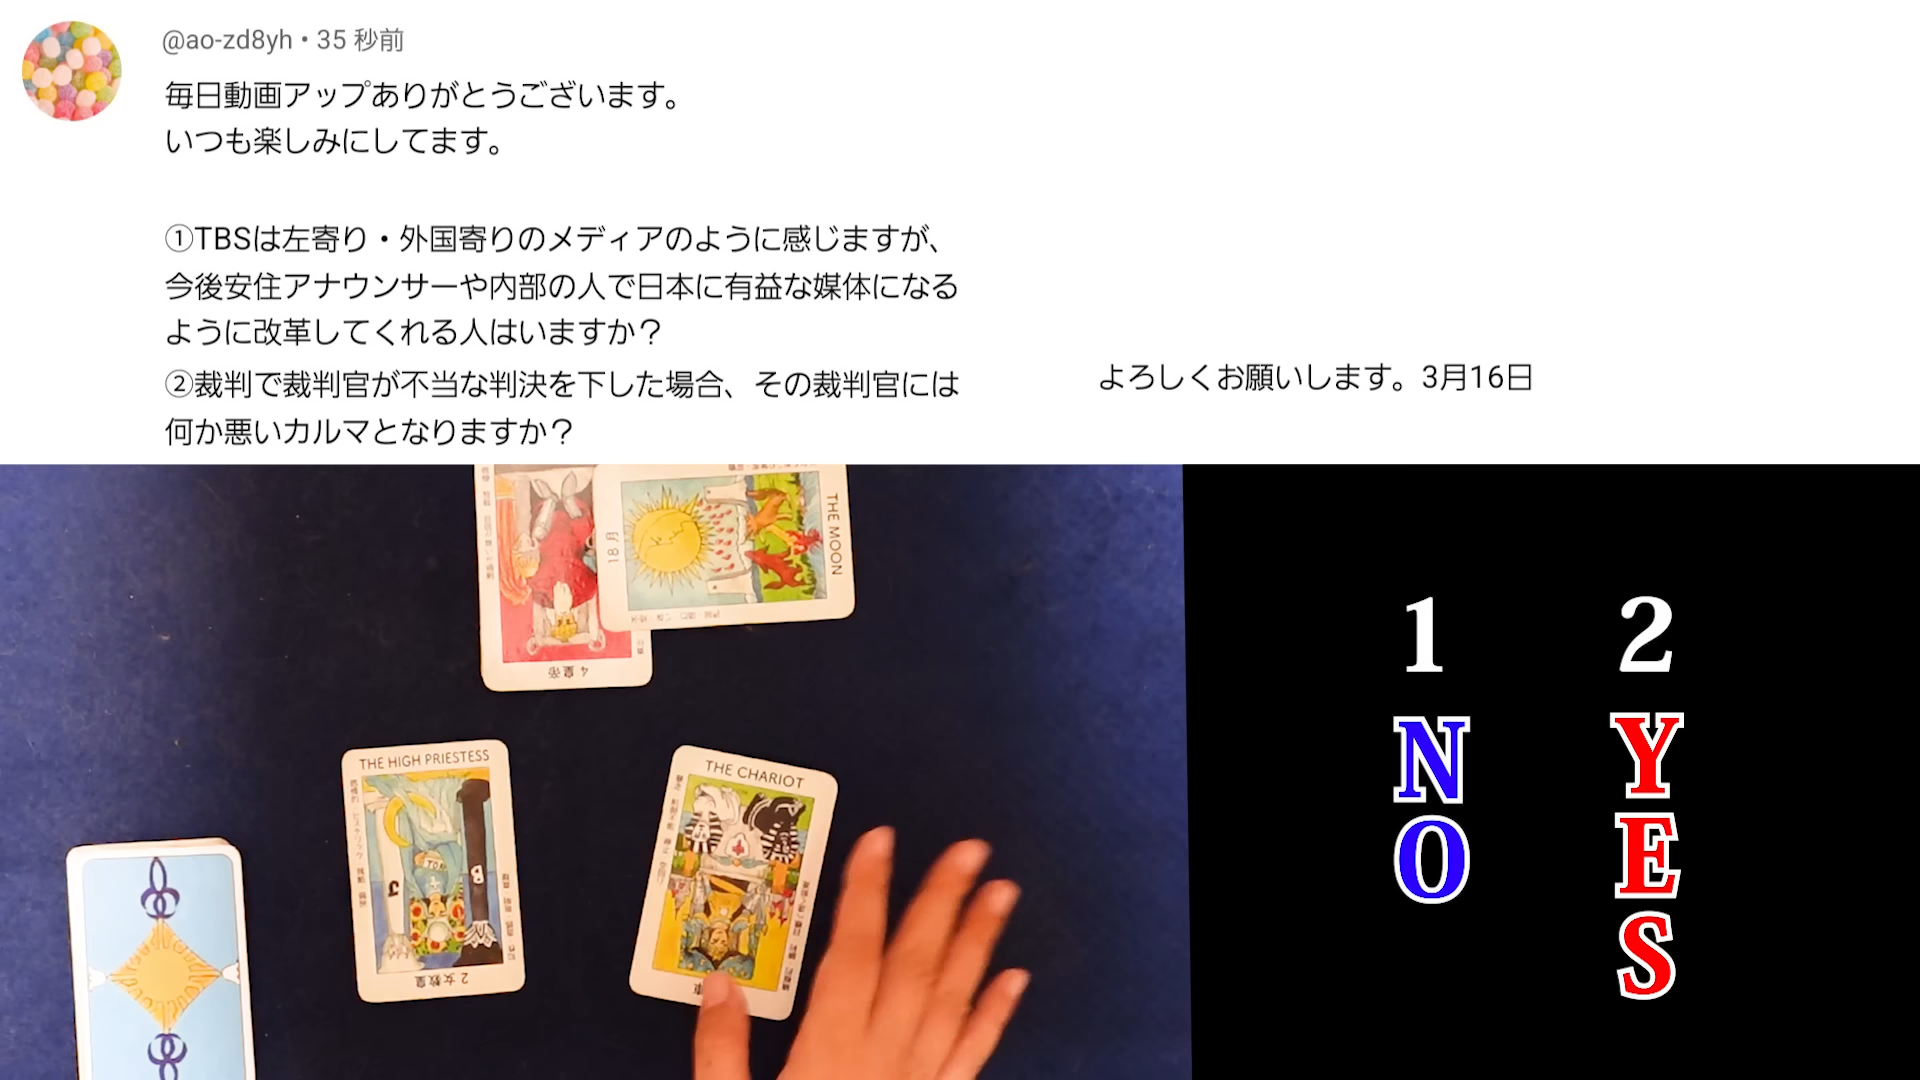 @ao-zd8yh • 35 秒前
毎日動画アップありがとうございます。
いつも楽しみにしてます。
①TBSは左寄り・外国寄りのメディアのように感じますが、
今後安住アナウンサーや内部の人で日本に有益な媒体になる
ように改革してくれる人はいますか？
②裁判で裁判官が不当な判決を下した場合、その裁判官には
何か悪いカルマとなりますか？
よろしくお願いします。3月16日
THE MOON
18 月
4 皇帝
THE HIGH PRIESTESS
J
B
2 女教皇
THE CHARIOT
1
2
NO
YES